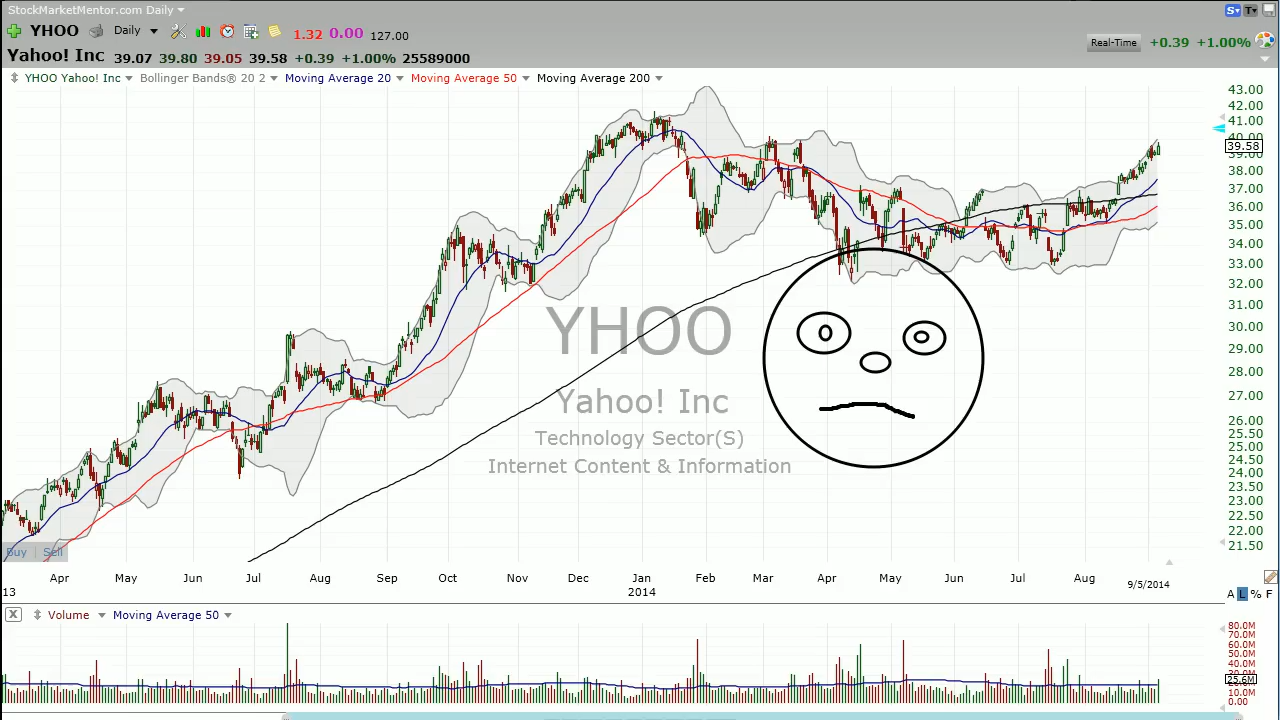 StockMarketMentor.com Daily
YHOO Daily 1.32 0.00 127.00
S T
Yahoo! Inc 39.07 39.80 39.05 39.58 +0.39 +1.00% 25589000
Real-Time +0.39 +1.00%
YHOO Yahoo! Inc Bollinger Bands® 20 2 Moving Average 20 Moving Average 50 Moving Average 200
43.00
42.00
41.00
40.00
39.58
39.00
38.00
37.00
36.00
35.00
34.00
33.00
32.00
31.00
30.00
29.00
28.00
27.00
26.00
25.50
25.00
24.50
24.00
23.50
23.00
22.50
22.00
21.50
YHOO
Yahoo! Inc
Technology Sector(S)
Internet Content & Information
Buy Sell
Apr May Jun Jul Aug Sep Oct Nov Dec Jan Feb Mar Apr May Jun Jul Aug 9/5/2014
13 2014
A L % F
X Volume Moving Average 50
80.0M
70.0M
60.0M
50.0M
40.0M
25.6M
10.0M
0.00